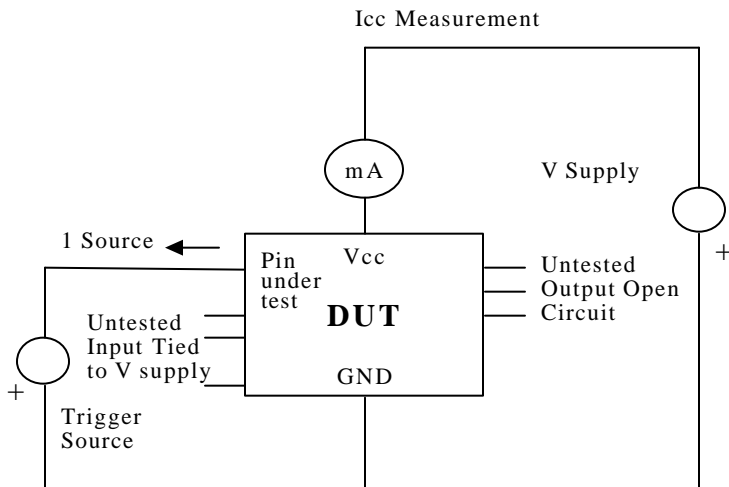 Icc Measurement
mA
V Supply
+
1 Source
Pin
under
test
Vcc
DUT
GND
Untested
Output Open
Circuit
Untested
Input Tied
to V supply
+
Trigger
Source